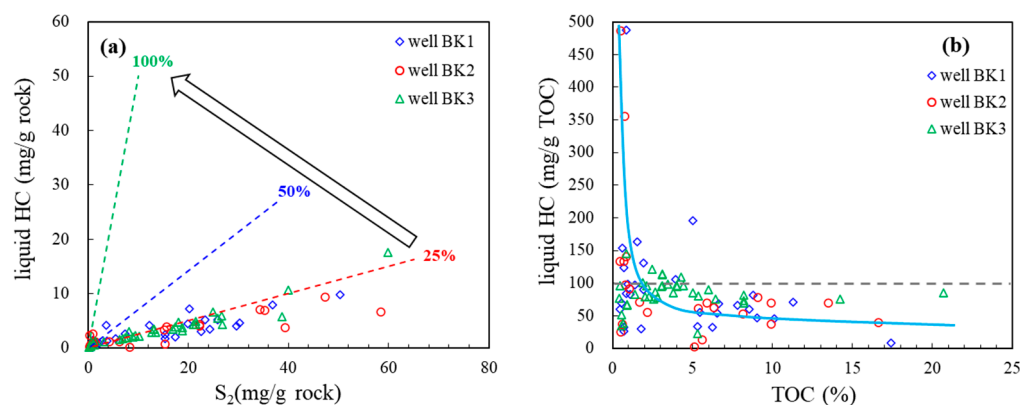 (a)
liquid HC (mg/g rock)
60
50
40
30
20
10
0
0
20
40
60
80
S₂(mg/g rock)
100%
50%
25%
well BK1
well BK2
well BK3
(b)
liquid HC (mg/g TOC)
500
450
400
350
300
250
200
150
100
50
0
0
5
10
15
20
25
TOC (%)
well BK1
well BK2
well BK3